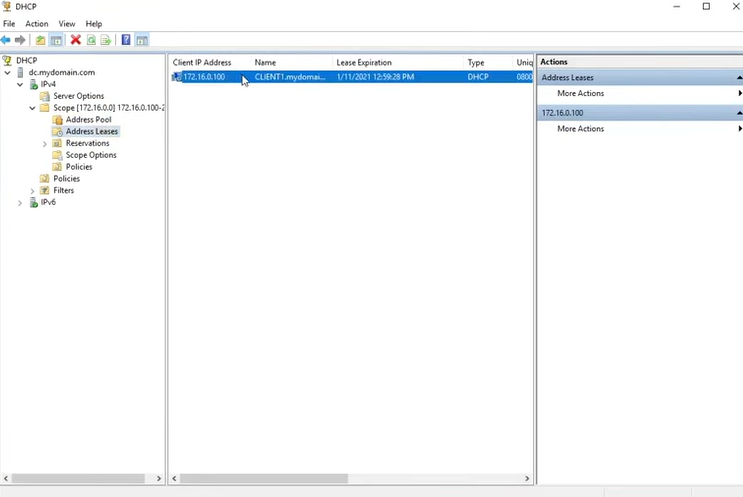 DHCP
File Action View Help
DHCP
dc.mydomain.com
IPv4
Server Options
Scope [172.16.0.0] 172.16.0.100-2
Address Pool
Address Leases
Reservations
Scope Options
Policies
Policies
Filters
IPv6
Client IP Address Name Lease Expiration Type Uniq
172.16.0.100 CLIENT1.mydomai... 1/11/2021 12:59:28 PM DHCP 0800
Actions
Address Leases
More Actions
172.16.0.100
More Actions